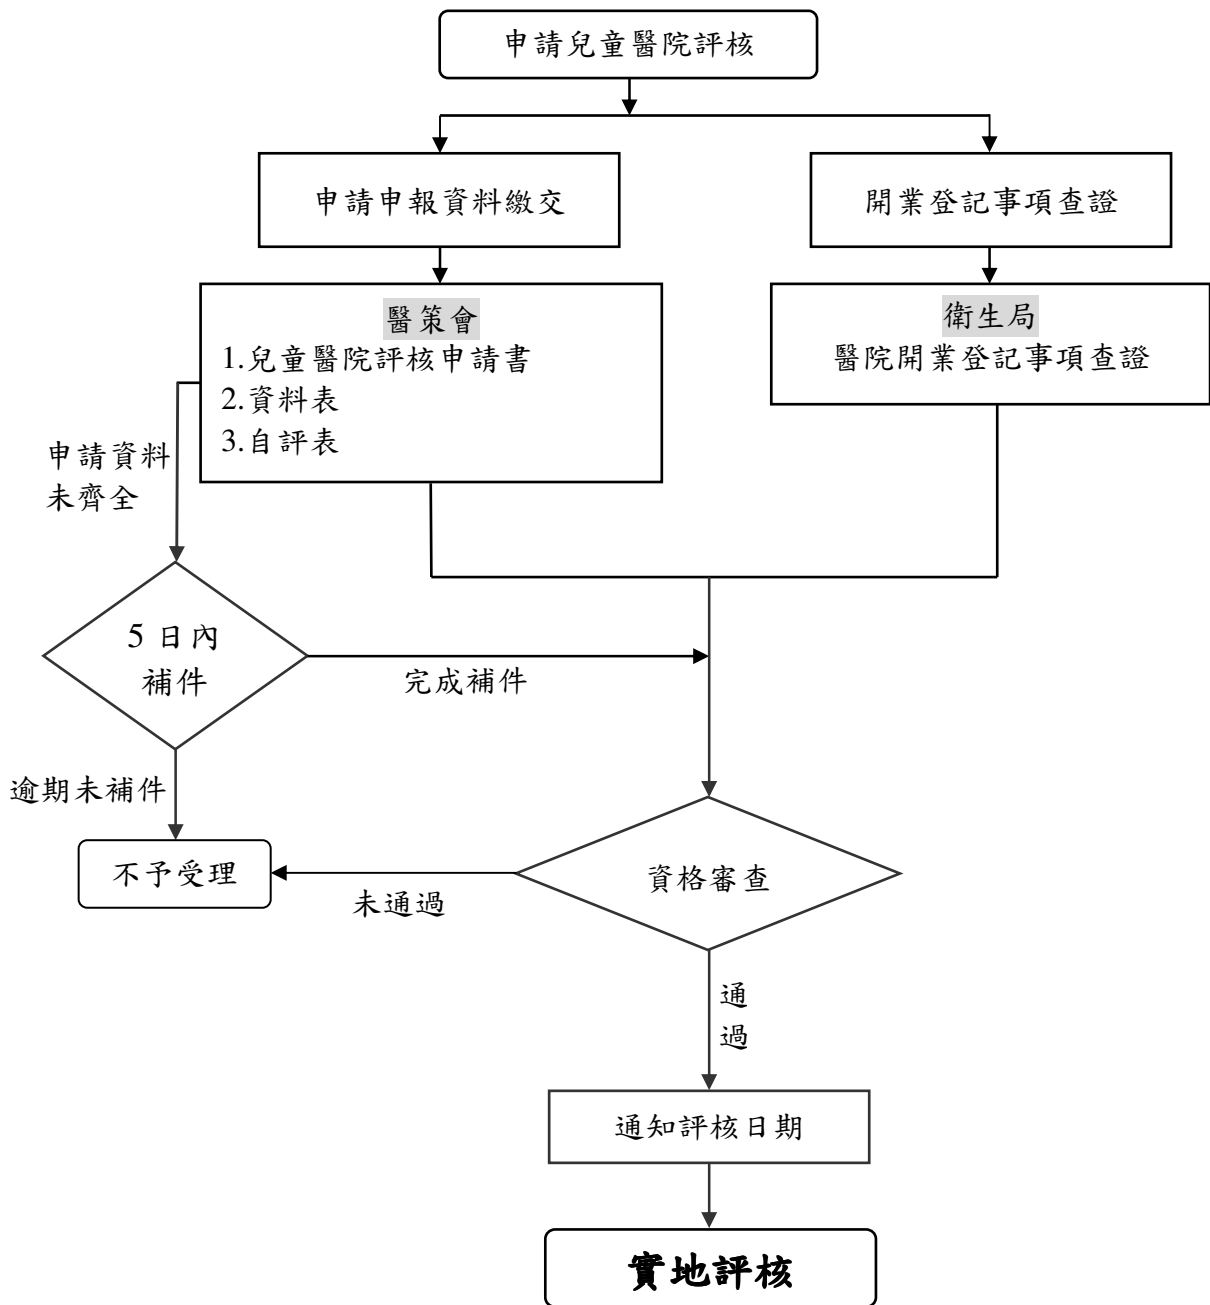 申請兒童醫院評核
申請申報資料繳交
開業登記事項查證
醫策會
1.兒童醫院評核申請書
2.資料表
3.自評表
衛生局
醫院開業登記事項查證
申請資料
未齊全
5 日內
補件
完成補件
逾期未補件
不予受理
未通過
資格審查
通
過
通知評核日期
實地評核